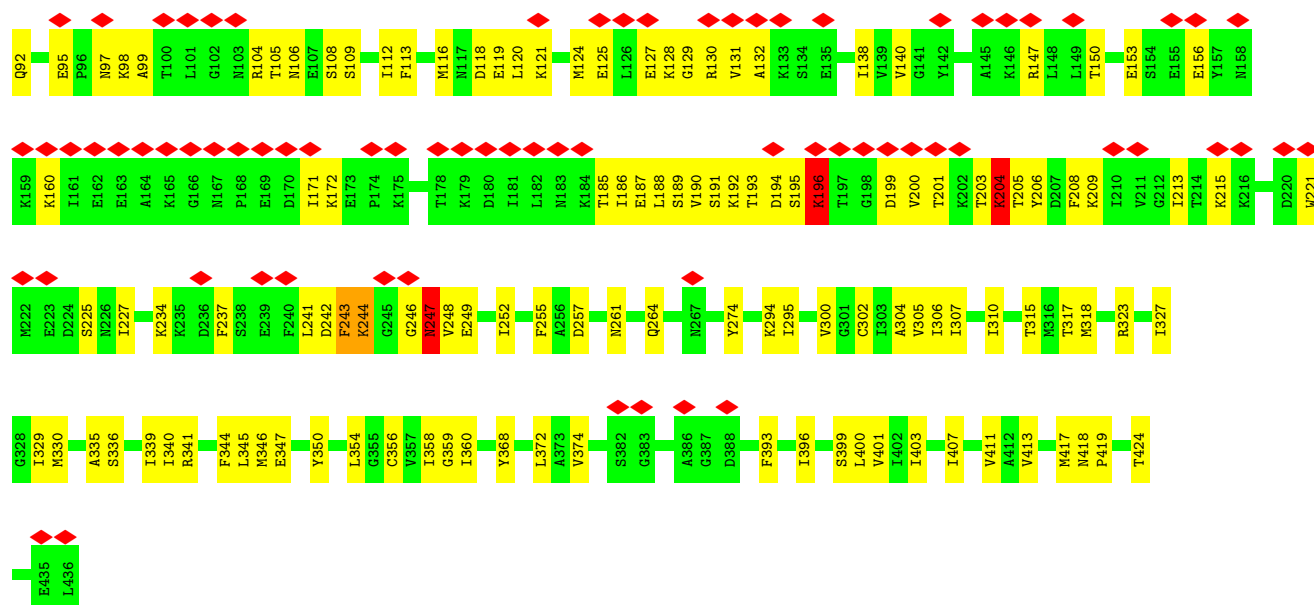 Q92 E95 P96 N97 K98 A99 T100 L101 G102 N103 R104 T105 N106 E107 S108 S109 I112 F113 M116 N117 D118 E119 L120 K121 M124 E125 L126 E127 K128 G129 R130 V131 A132 K133 S134 E135 I138 V139 V140 G141 Y142 A145 K146 R147 L148 L149 T150 E153 S154 E155 E156 Y157 N158
K159 K160 I161 E162 E163 A164 K165 G166 N167 P168 E169 D170 I171 K172 E173 P174 K175 T178 K179 D180 I181 L182 N183 K184 T185 I186 E187 L188 S189 V190 S191 K192 T193 D194 S195 K196 T197 G198 D199 V200 T201 K202 T203 K204 T205 Y206 D207 F208 K209 I210 V211 G212 I213 T214 K215 K216 D220 W221
M222 E223 D224 S225 N226 I227 K234 K235 D236 F237 S238 E239 F240 L241 D242 F243 K244 G245 G246 N247 V248 E249 I252 F255 A256 D257 N261 Q264 N267 Y274 K294 I295 V300 G301 C302 I303 A304 V305 I306 I307 I310 T315 M316 T317 M318 R323 I327
G328 I329 M330 A335 S336 I339 I340 R341 F344 L345 M346 E347 Y350 L354 G355 C356 V357 I358 G359 I360 Y368 L372 A373 V374 S382 G383 A386 G387 D388 F393 I396 S399 L400 V401 I402 I403 I407 V411 A412 V413 M417 N418 P419 T424
E435 L436